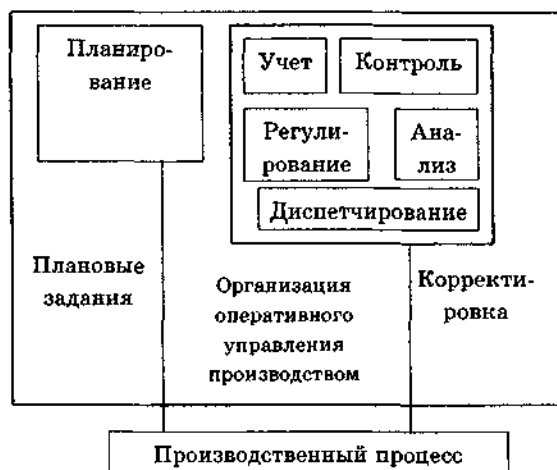 Планиро-
вание
Учет
Контроль
Регули-
рование
Ана-
лиз
Диспетчирование
Плановые
задания
Организация
оперативного
управления
производством
Корректи-
ровка
Производственный процесс